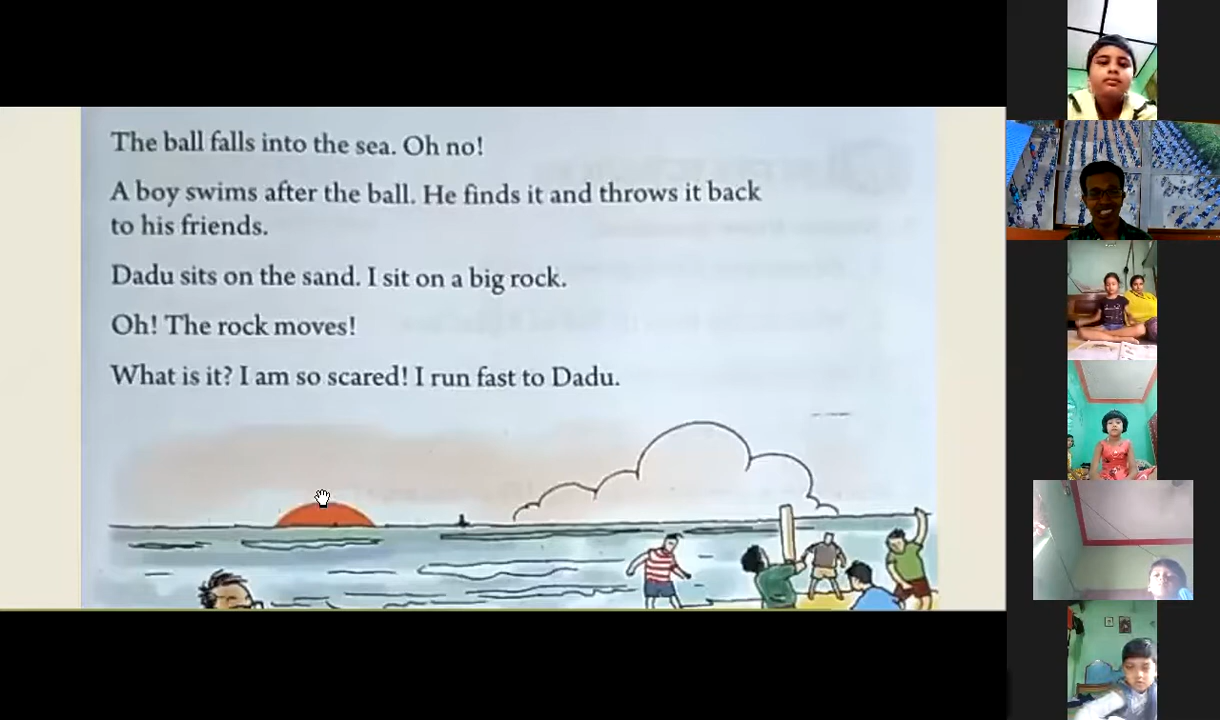 The ball falls into the sea. Oh no!
A boy swims after the ball. He finds it and throws it back
to his friends.
Dadu sits on the sand. I sit on a big rock.
Oh! The rock moves!
What is it? I am so scared! I run fast to Dadu.